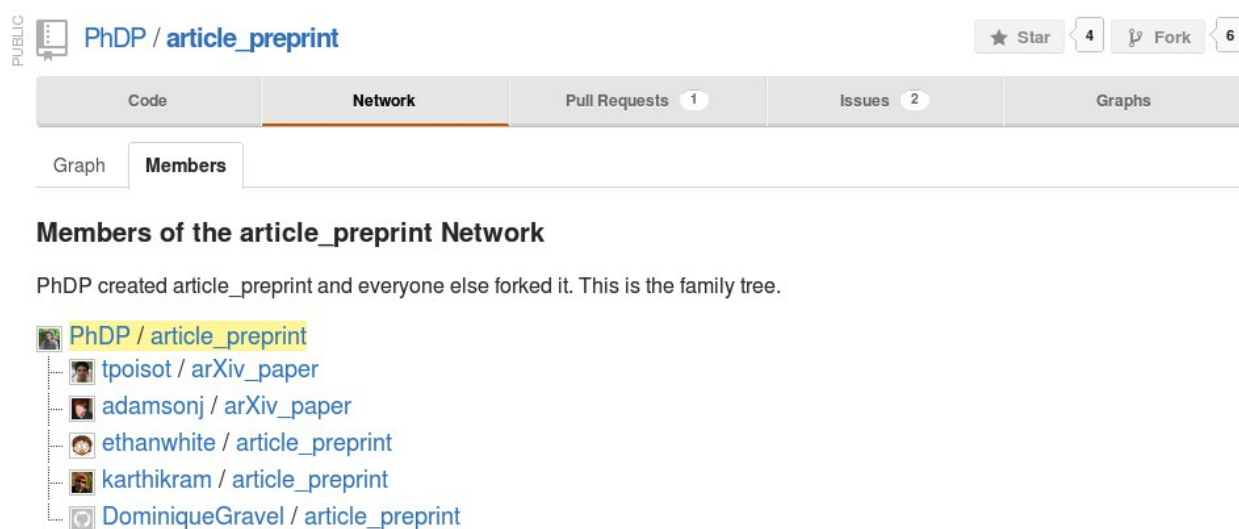 PUBLIC
PhDP / article_preprint
Star 4 Fork 6
Code Network Pull Requests 1 Issues 2 Graphs
Graph Members
Members of the article_preprint Network
PhDP created article_preprint and everyone else forked it. This is the family tree.
PhDP / article_preprint
tpoisot / arXiv_paper
adamsonj / arXiv_paper
ethanwhite / article_preprint
karthikram / article_preprint
DominiqueGravel / article_preprint